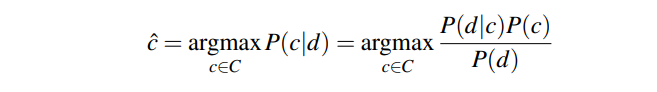 ĉ = argmax P(c|d) = argmax P(d|c)P(c) / P(d)
c∈C c∈C